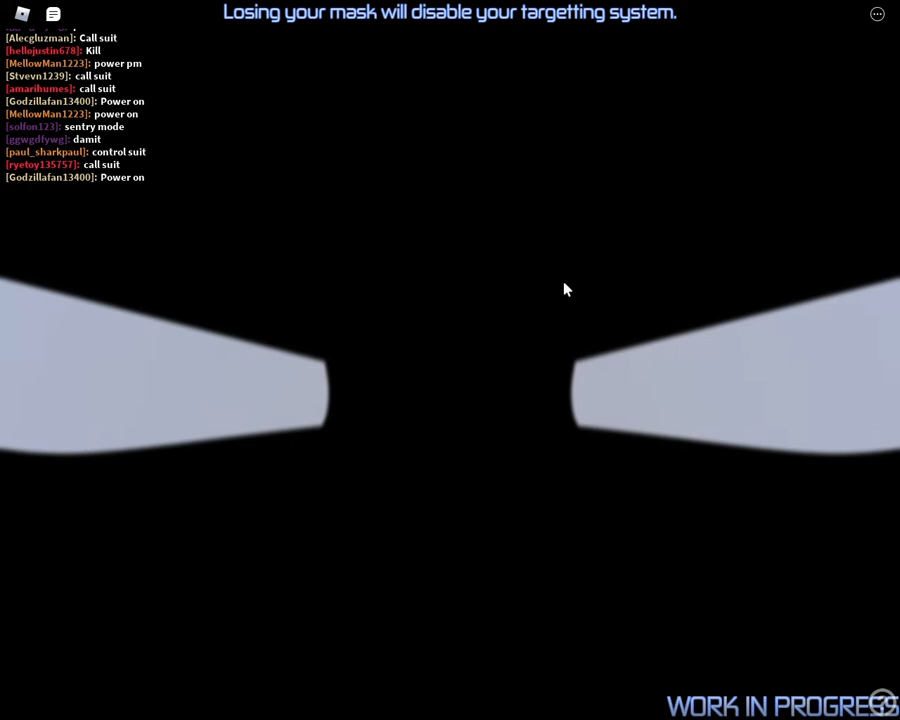 Losing your mask will disable your targetting system.
[Alecgluzman]: Call suit
[hellojustin678]: Kill
[MellowMan1223]: power pm
[Stvevn1239]: call suit
[amarihumes]: call suit
[Godzillafan13400]: Power on
[MellowMan1223]: power on
[solfon123]: sentry mode
[ggwgdfywg]: damit
[paul_sharkpaul]: control suit
[ryetoy135757]: call suit
[Godzillafan13400]: Power on
WORK IN PROGRESS